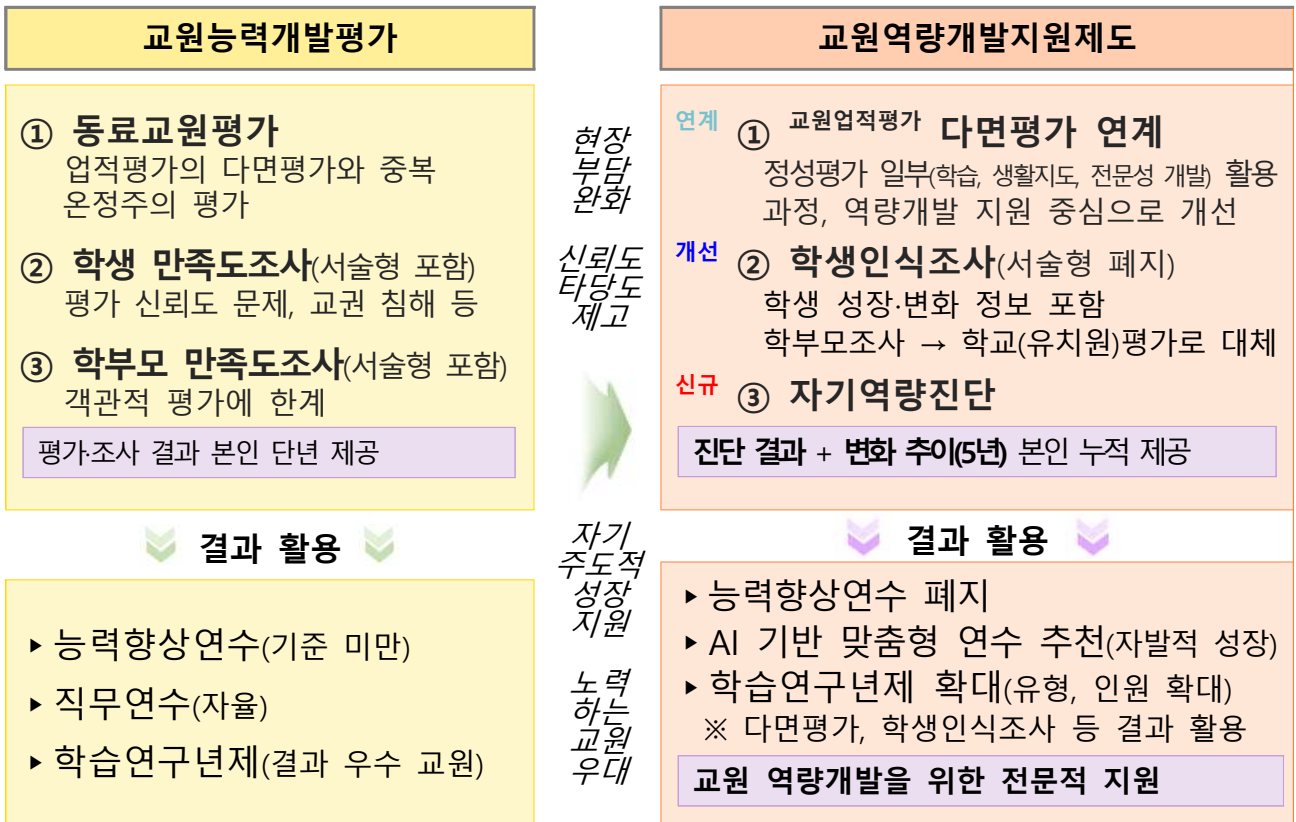 교원능력개발평가
① 동료교원평가
업적평가의 다면평가와 중복
온정주의 평가
② 학생 만족도조사(서술형 포함)
평가 신뢰도 문제, 교권 침해 등
③ 학부모 만족도조사(서술형 포함)
객관적 평가에 한계
평가·조사 결과 본인 단년 제공
결과 활용
▸능력향상연수(기준 미만)
▸직무연수(자율)
▸학습연구년제(결과 우수 교원)
현장
부담
완화
신뢰도
타당도
제고
자기
주도적
성장
지원
노력
하는
교원
우대
교원역량개발지원제도
연계 ① 교원업적평가 다면평가 연계
정성평가 일부(학습, 생활지도, 전문성 개발) 활용
과정, 역량개발 지원 중심으로 개선
개선 ② 학생인식조사(서술형 폐지)
학생 성장·변화 정보 포함
학부모조사 → 학교(유치원)평가로 대체
신규 ③ 자기역량진단
진단 결과 + 변화 추이(5년) 본인 누적 제공
결과 활용
▸능력향상연수 폐지
▸AI 기반 맞춤형 연수 추천(자발적 성장)
▸학습연구년제 확대(유형, 인원 확대)
※ 다면평가, 학생인식조사 등 결과 활용
교원 역량개발을 위한 전문적 지원